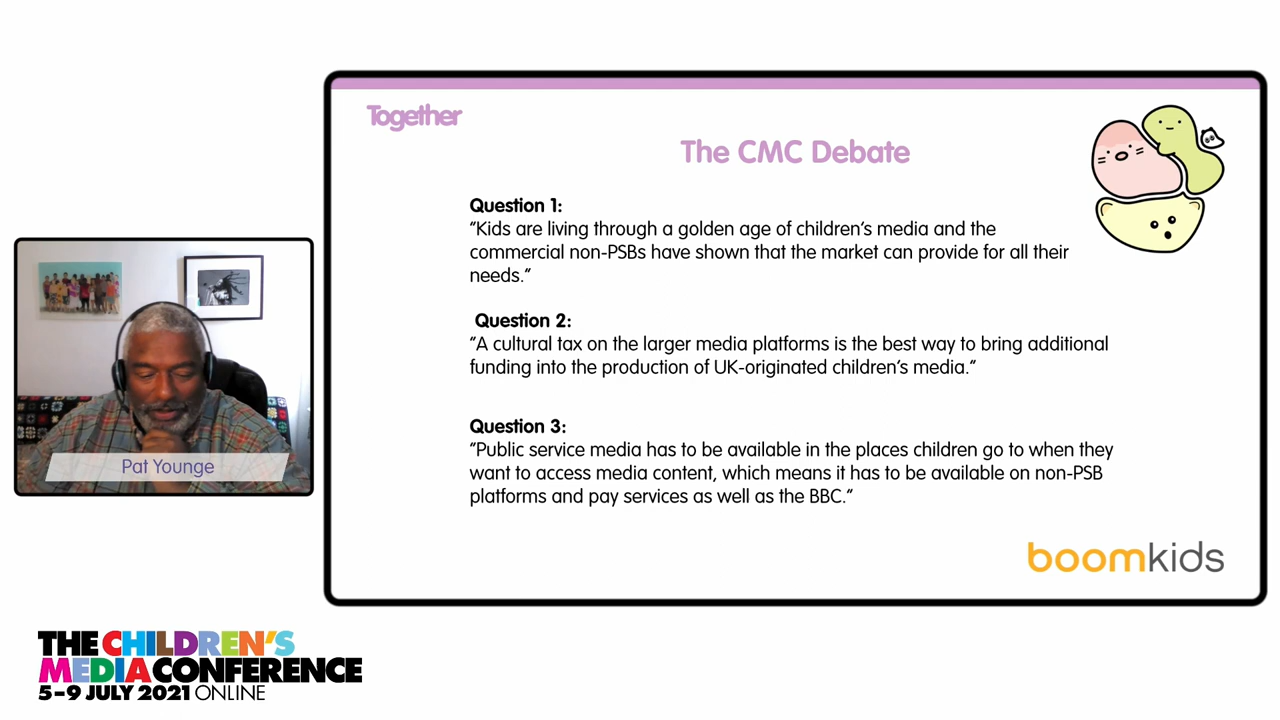 Together
The CMC Debate
Question 1:
“Kids are living through a golden age of children’s media and the
commercial non-PSBs have shown that the market can provide for all their
needs.”
Question 2:
“A cultural tax on the larger media platforms is the best way to bring additional
funding into the production of UK-originated children’s media.”
Question 3:
“Public service media has to be available in the places children go to when they
want to access media content, which means it has to be available on non-PSB
platforms and pay services as well as the BBC.”
boomkids
Pat Younge
THE CHILDREN'S
MEDIA CONFERENCE
5-9 JULY 2021 ONLINE